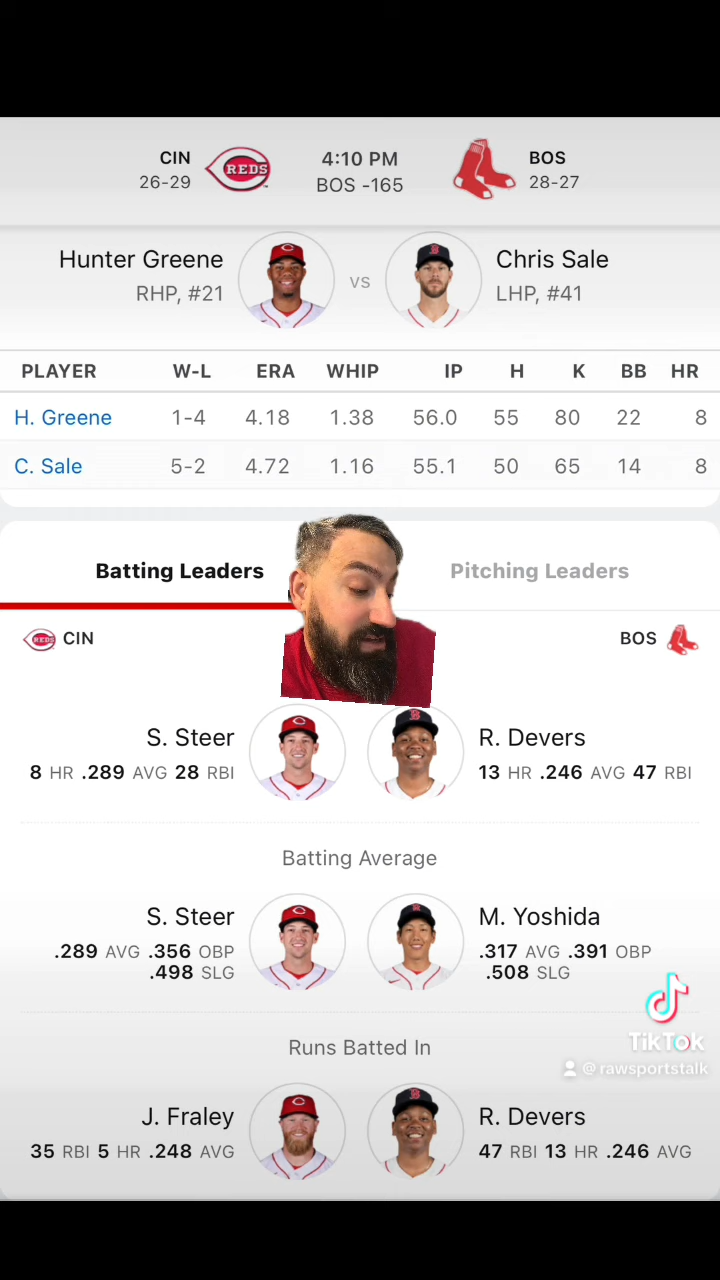 CIN
26-29
REDS
4:10 PM
BOS -165
BOS
28-27
Hunter Greene
RHP, #21
vs
Chris Sale
LHP, #41
PLAYER W-L ERA WHIP IP H K BB HR
H. Greene 1-4 4.18 1.38 56.0 55 80 22 8
C. Sale 5-2 4.72 1.16 55.1 50 65 14 8
Batting Leaders
Pitching Leaders
REDS CIN
BOS
S. Steer
8 HR .289 AVG 28 RBI
R. Devers
13 HR .246 AVG 47 RBI
Batting Average
S. Steer
.289 AVG .356 OBP
.498 SLG
M. Yoshida
.317 AVG .391 OBP
.508 SLG
TikTok
@rawsportstalk
Runs Batted In
J. Fraley
35 RBI 5 HR .248 AVG
R. Devers
47 RBI 13 HR .246 AVG